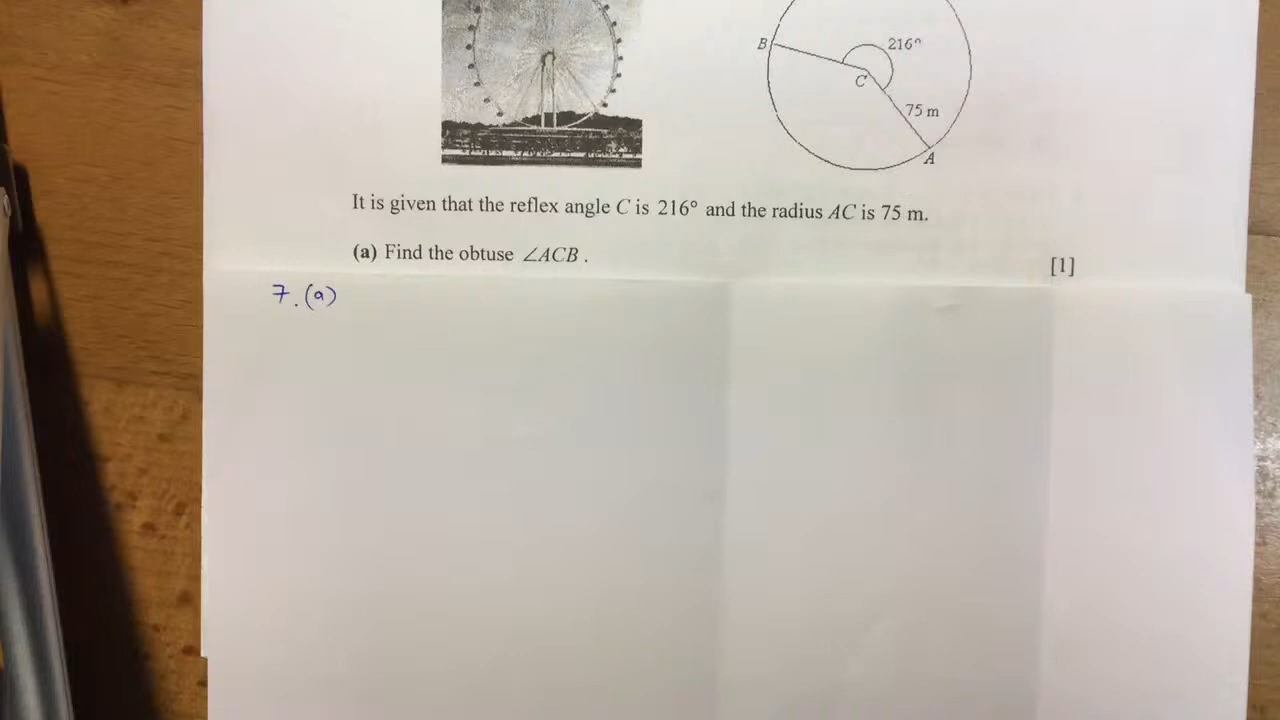 B
216°
C
75 m
A
It is given that the reflex angle C is 216° and the radius AC is 75 m.
(a) Find the obtuse ∠ACB .
[1]
7. (a)